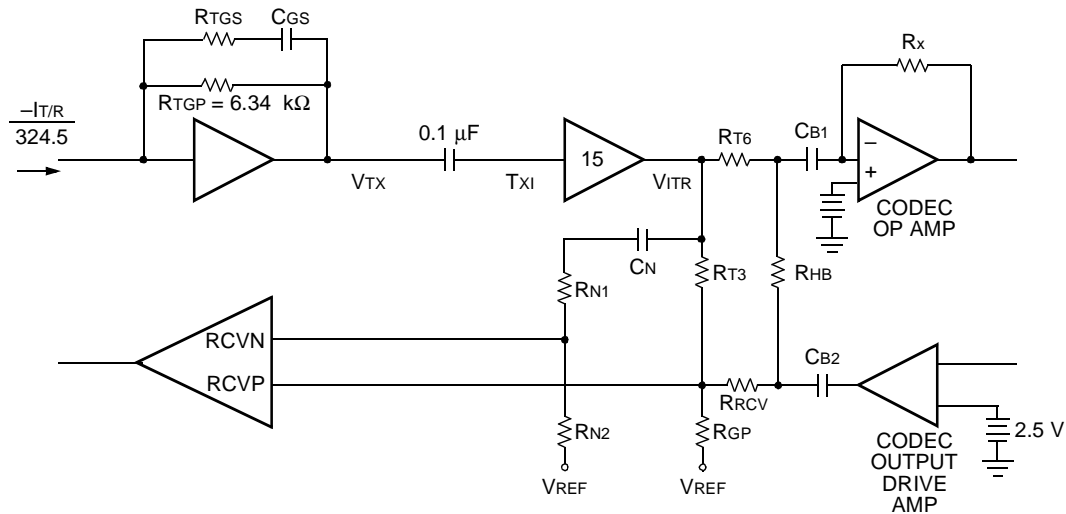 RTGS
CGS
RTGP = 6.34 kΩ
–IT/R
324.5
VTX
0.1 μF
TXI
15
VITR
RT6
CB1
RX
–
+
CODEC
OP AMP
CN
RN1
RT3
RHB
RCVN
RCVP
RRCV
CB2
RN2
RGP
VREF
VREF
2.5 V
CODEC
OUTPUT
DRIVE
AMP